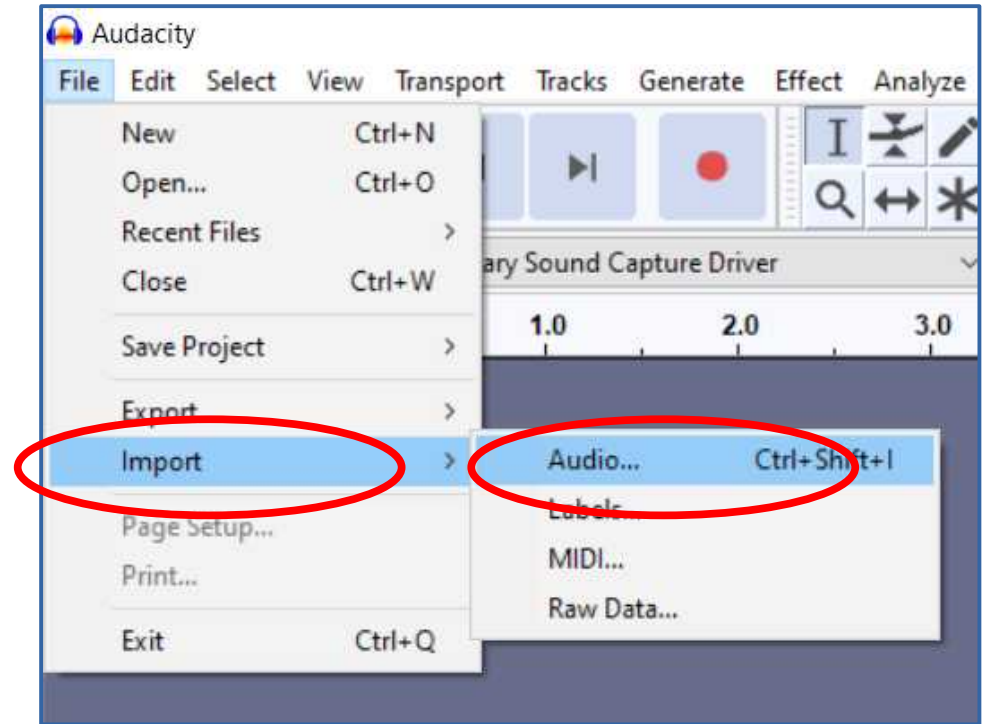 Audacity
File Edit Select View Transport Tracks Generate Effect Analyze
New Ctrl+N
Open... Ctrl+O
Recent Files >
Close Ctrl+W
ary Sound Capture Driver
1.0 2.0 3.0
Save Project >
Export >
Import >
Audio... Ctrl+Shift+I
Labels...
MIDI...
Raw Data...
Page Setup...
Print...
Exit Ctrl+Q